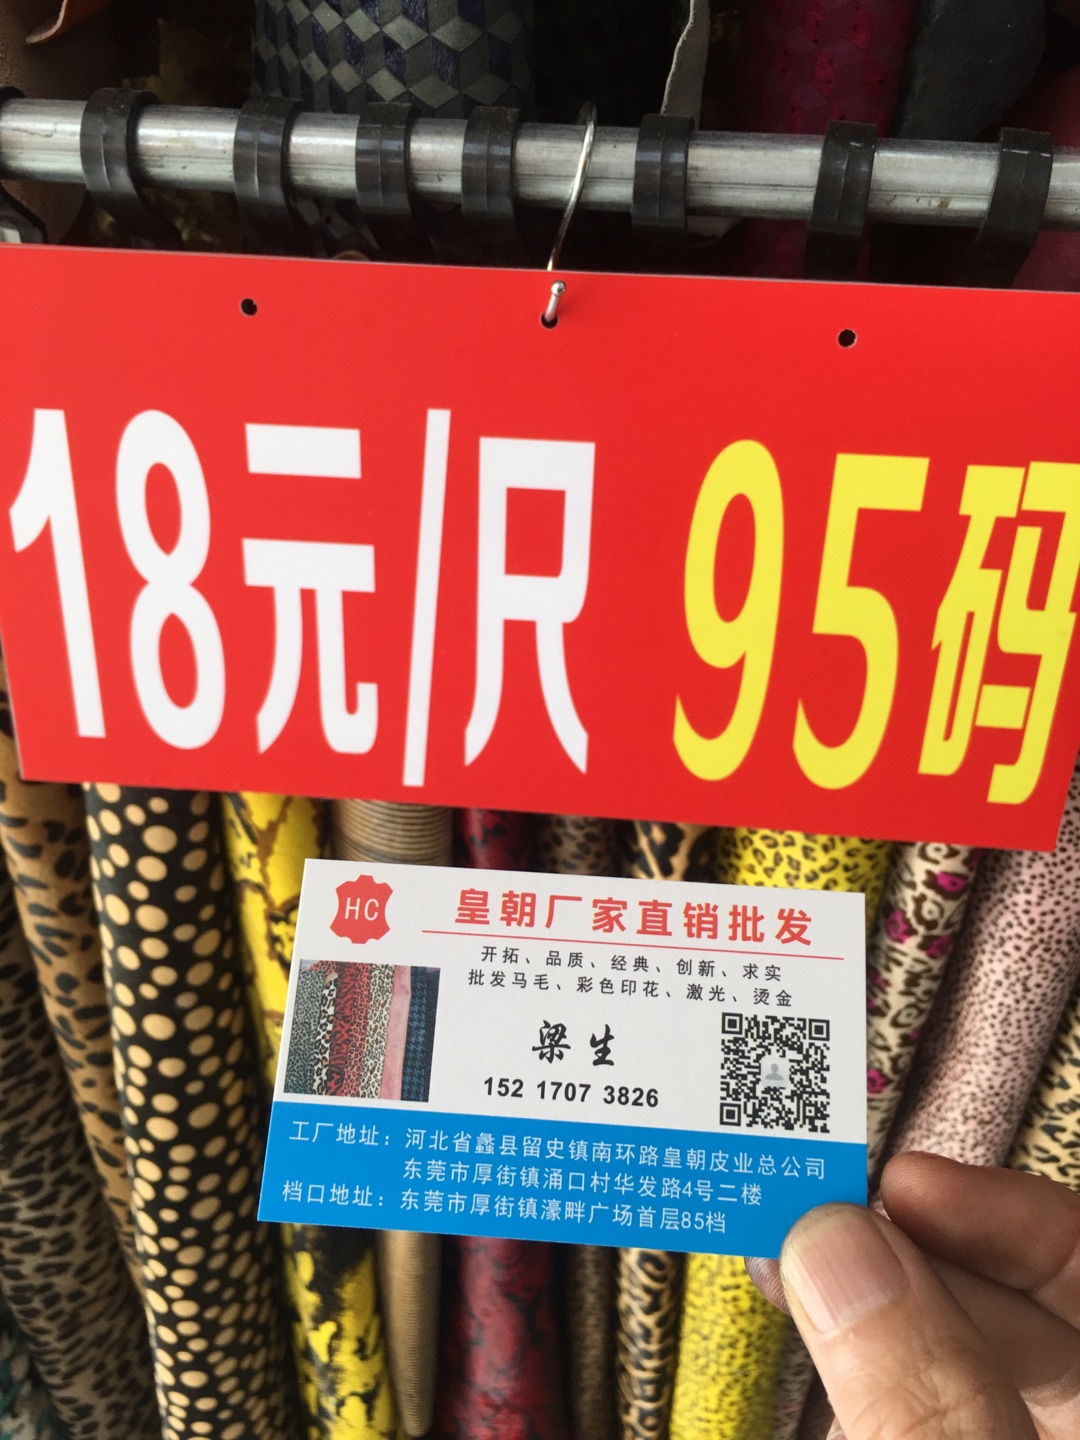 18元/尺 95码
HC
皇朝厂家直销批发
开拓、品质、经典、创新、求实
批发马毛、彩色印花、激光、烫金
梁生
152 1707 3826
工厂地址：河北省蠡县留史镇南环路皇朝皮业总公司
东莞市厚街镇涌口村华发路4号二楼
档口地址：东莞市厚街镇濠畔广场首层85档